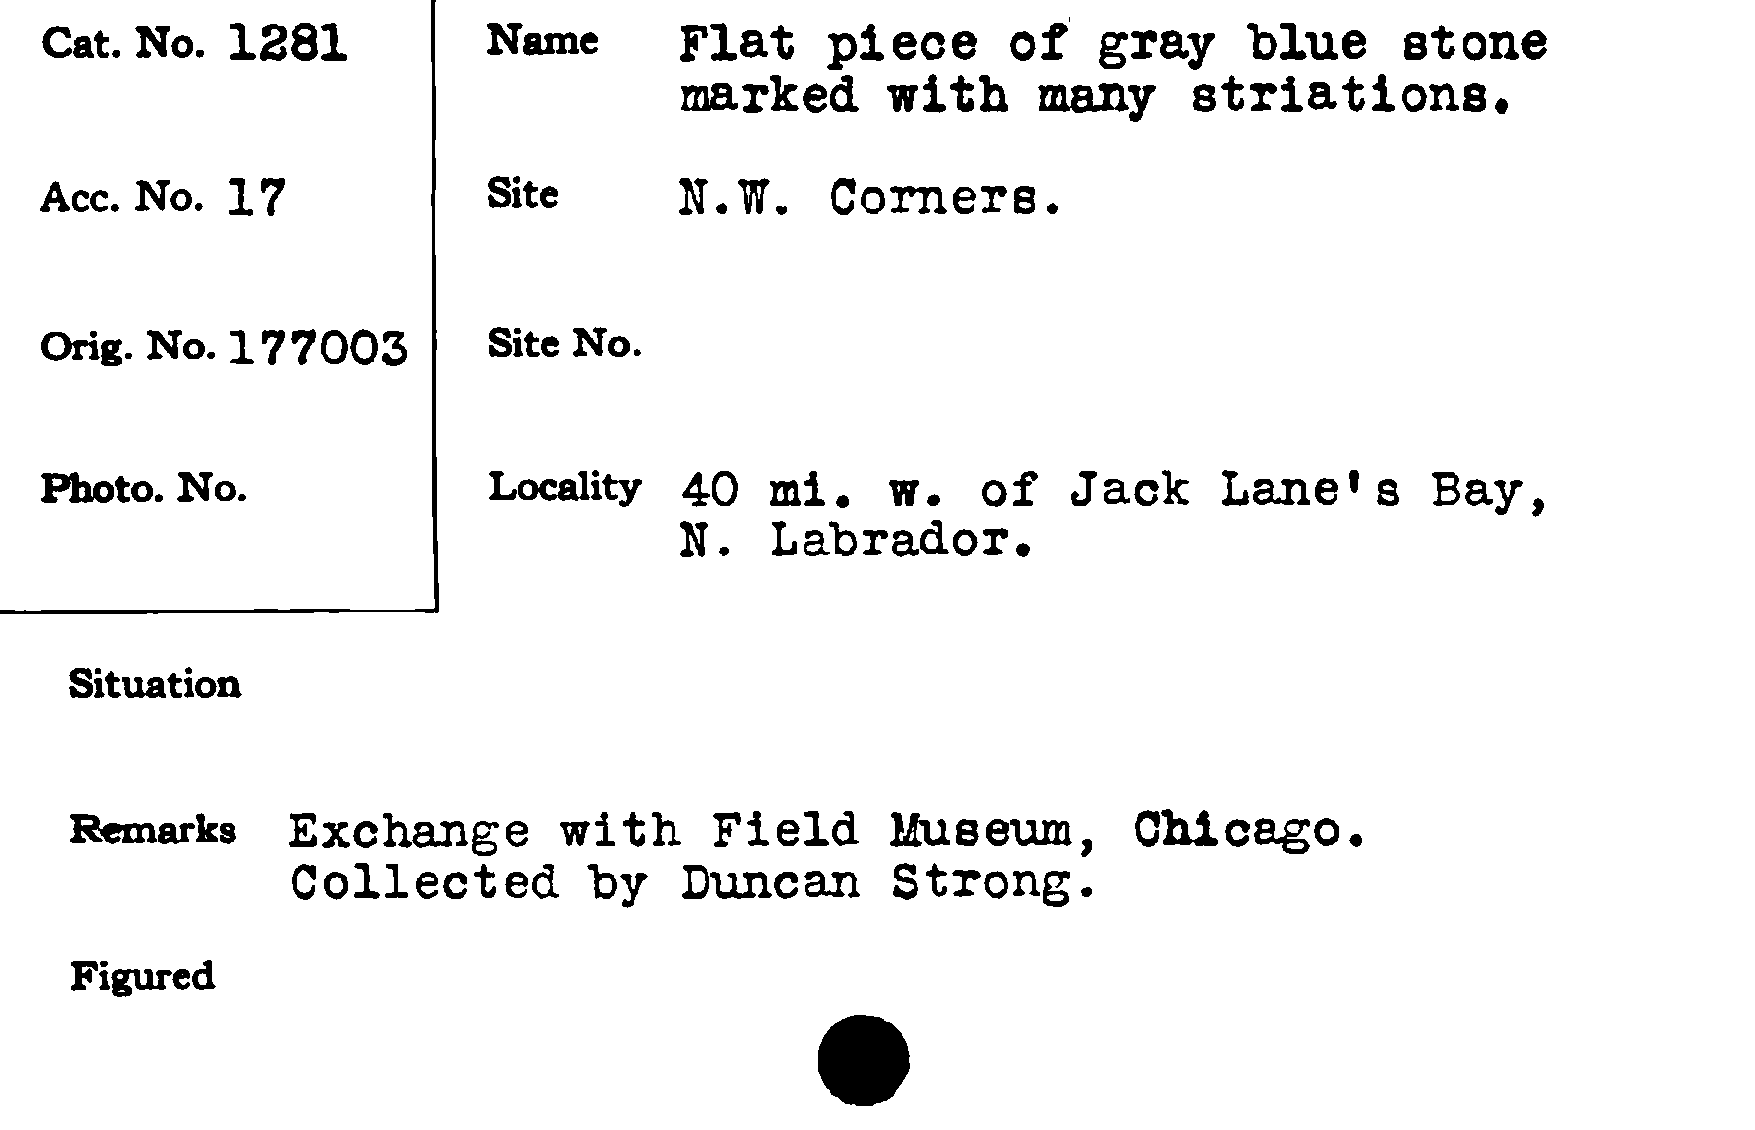 Cat. No. 1281
Name Flat piece of gray blue stone
marked with many striations.
Acc. No. 17
Site N.W. Corners.
Orig. No. 177003
Site No.
Photo. No.
Locality 40 mi. w. of Jack Lane's Bay,
N. Labrador.
Situation
Remarks Exchange with Field Museum, Chicago.
Collected by Duncan Strong.
Figured